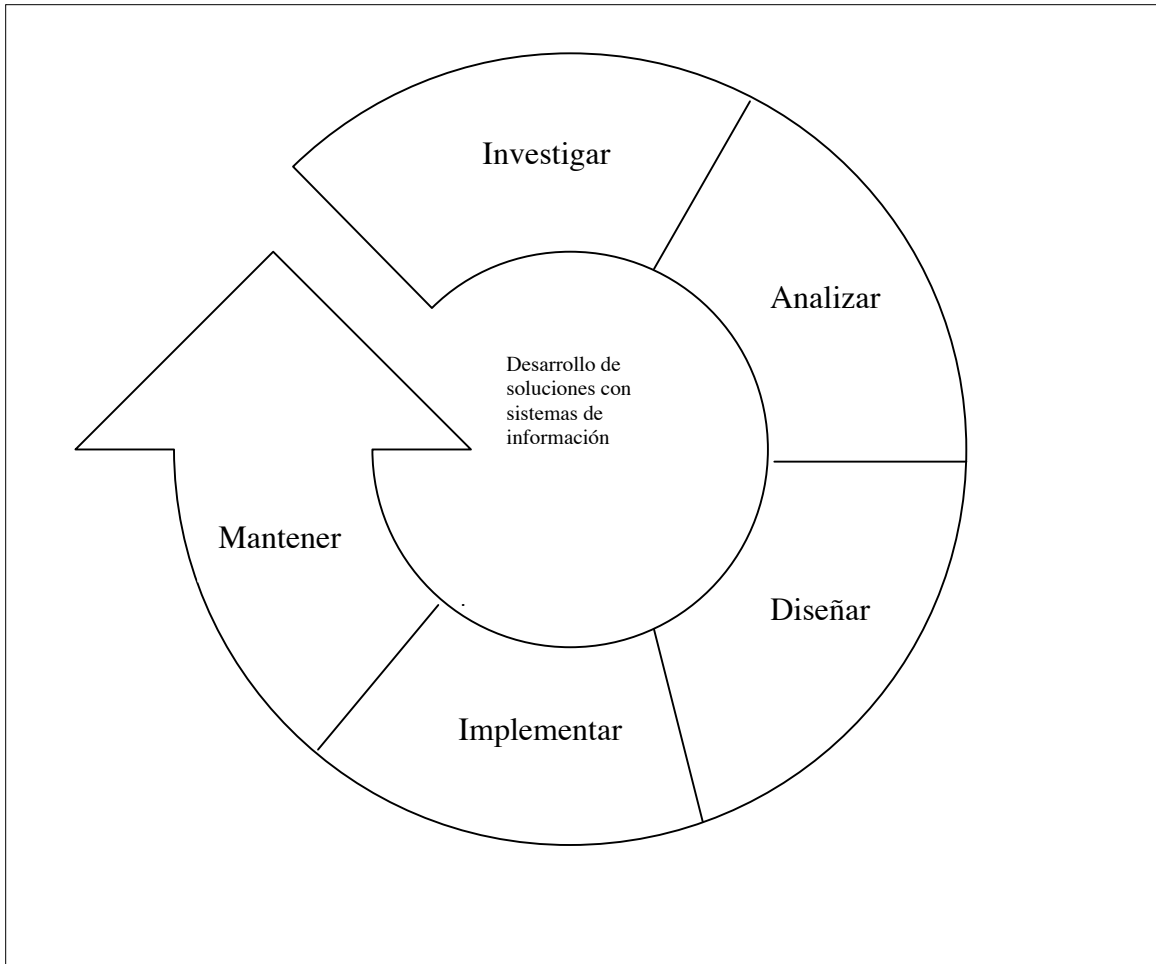 Investigar
Analizar
Desarrollo de
soluciones con
sistemas de
información
Mantener
Diseñar
Implementar